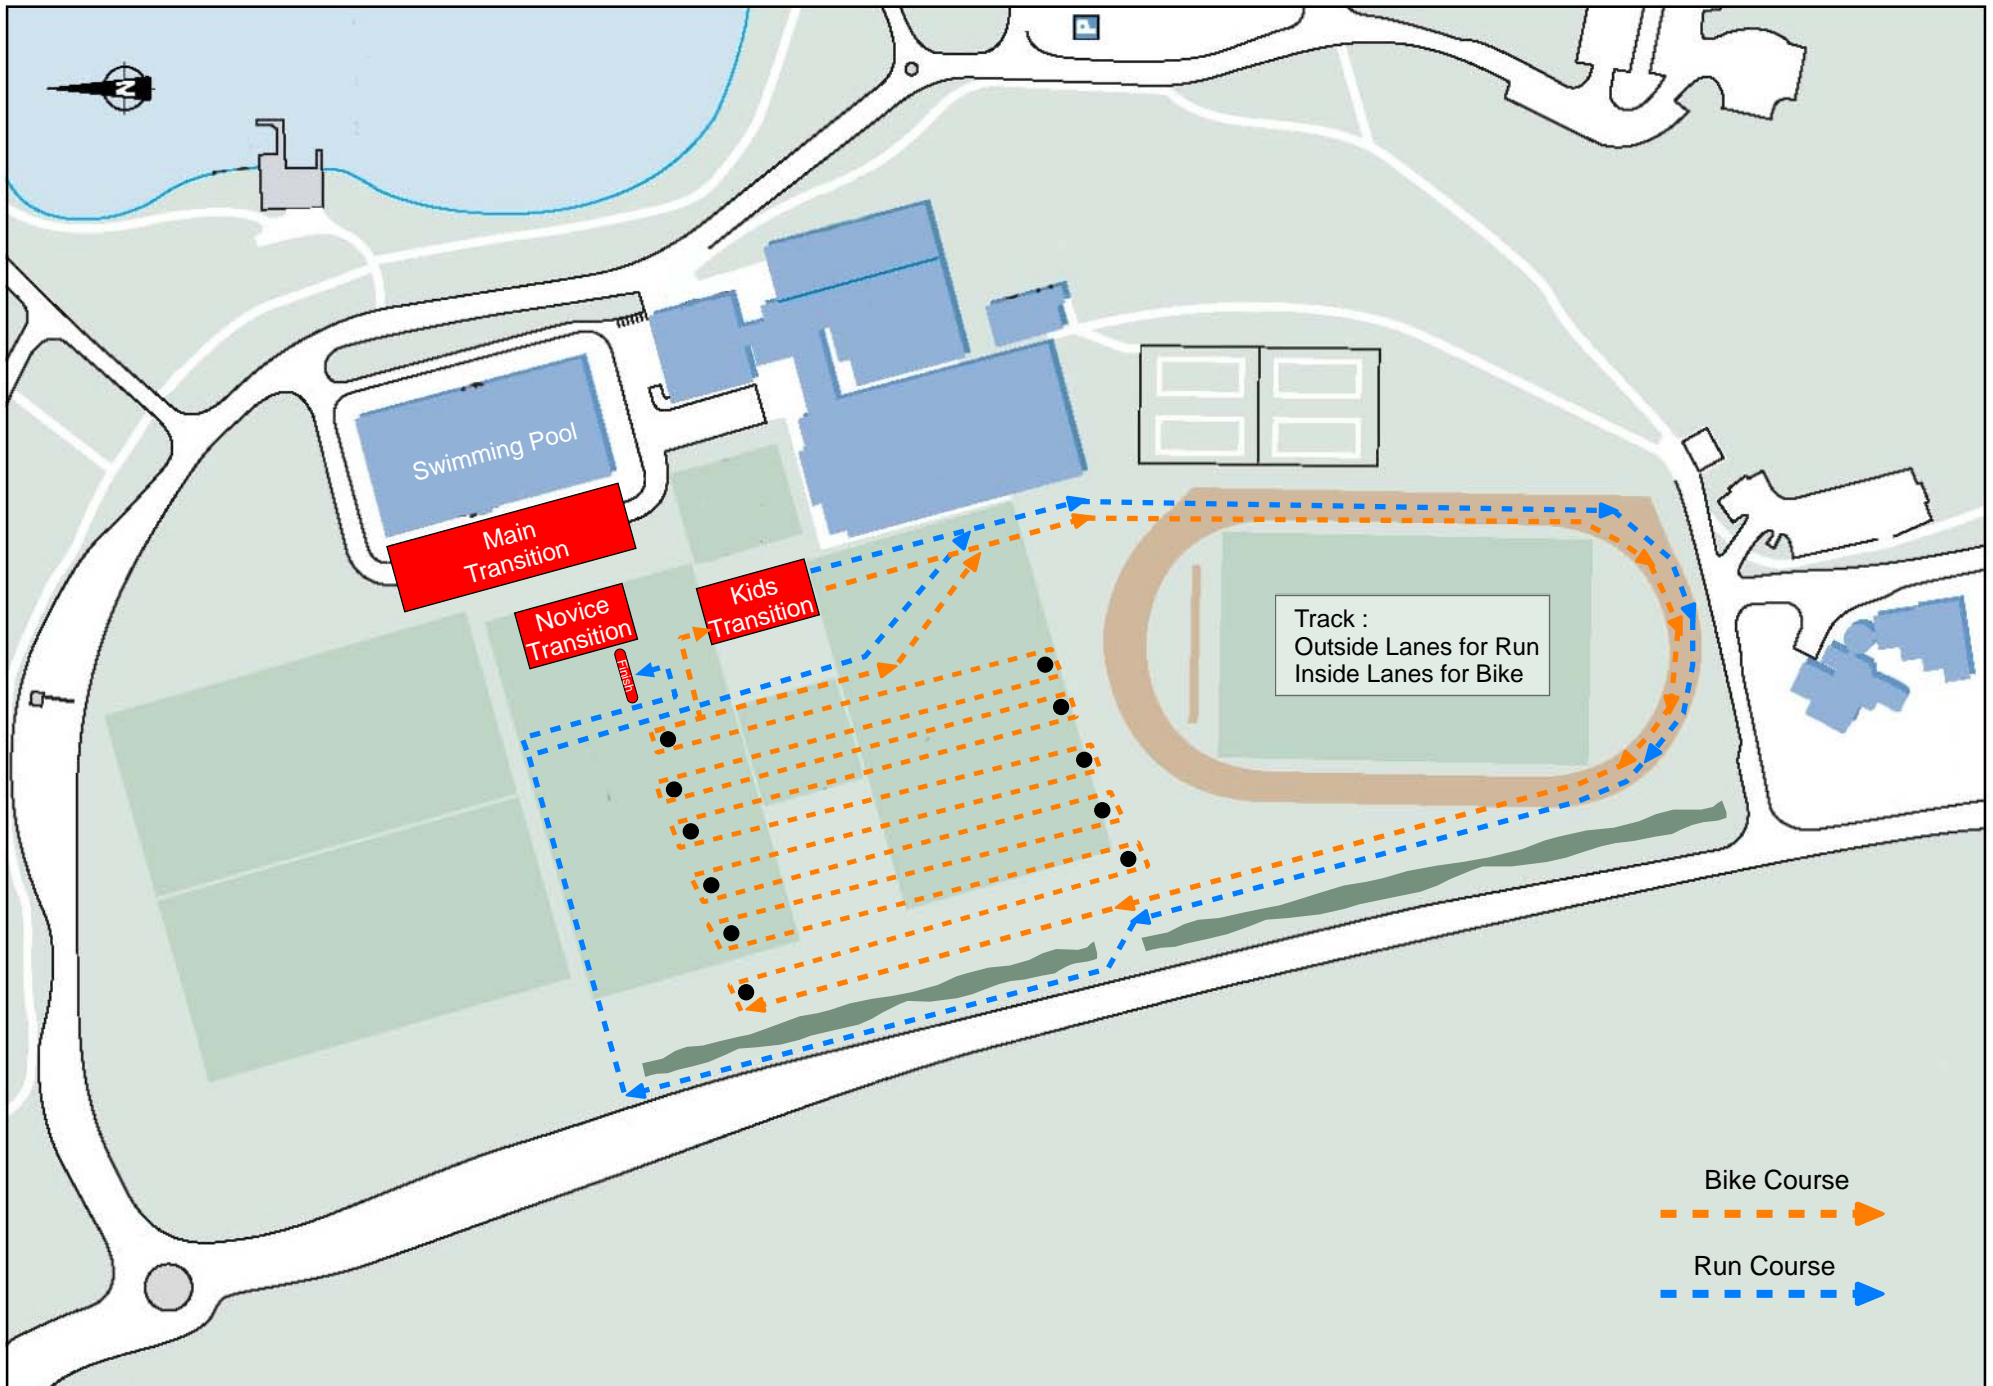 P
N
Swimming Pool
Main
Transition
Novice
Transition
Kids
Transition
Finish
Track :
Outside Lanes for Run
Inside Lanes for Bike
Bike Course
Run Course